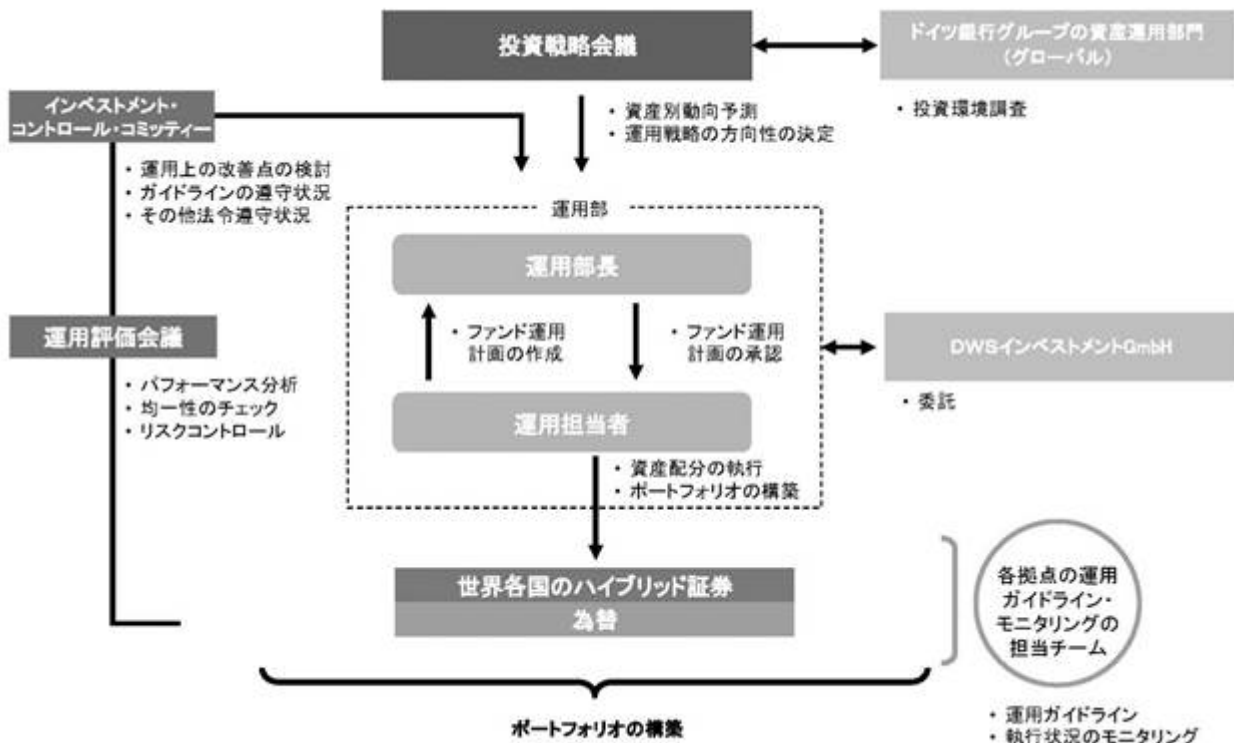 投資戦略会議
ドイツ銀行グループの資産運用部門
（グローバル）
・ 投資環境調査
インベストメント・
コントロール・コミッティー
・ 資産別動向予測
・ 運用戦略の方向性の決定
・ 運用上の改善点の検討
・ ガイドラインの遵守状況
・ その他法令遵守状況
運用部
運用部長
・ ファンド運用
計画の作成
・ ファンド運用
計画の承認
運用評価会議
・ パフォーマンス分析
・ 均一性のチェック
・ リスクコントロール
DWSインベストメントGmbH
・ 委託
運用担当者
・ 資産配分の執行
・ ポートフォリオの構築
世界各国のハイブリッド証券
為替
各拠点の運用
ガイドライン・
モニタリングの
担当チーム
・ 運用ガイドライン
・ 執行状況のモニタリング
ポートフォリオの構築